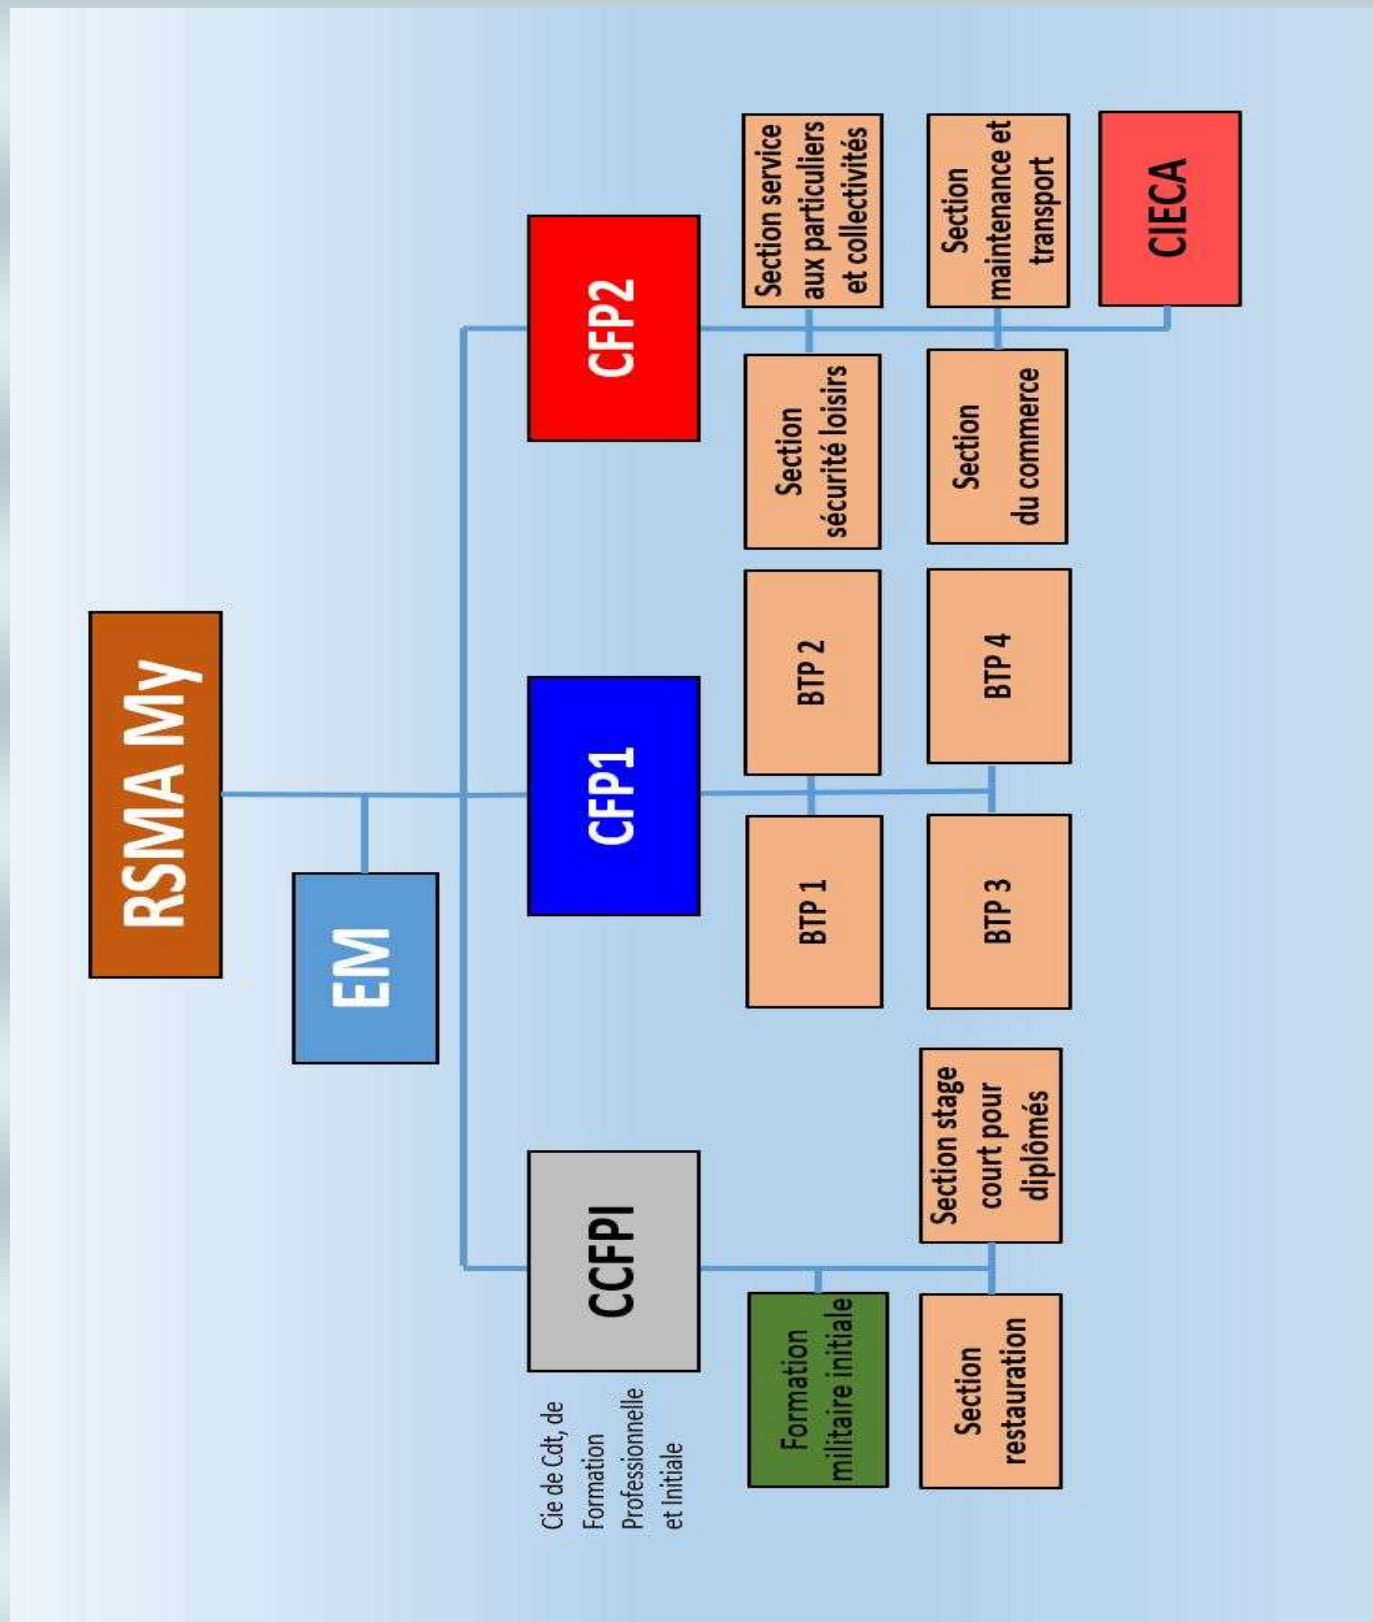 RSMA My
EM
CCFPI
CFP1
CFP2
Cie de Cdt, de
Formation
Professionnelle
et Initiale
Formation
militaire initiale
Section
restauration
Section stage
court pour
diplômés
BTP 1
BTP 2
BTP 3
BTP 4
Section
sécurité loisirs
Section service
aux particuliers
et collectivités
Section
du commerce
Section
maintenance et
transport
CIECA